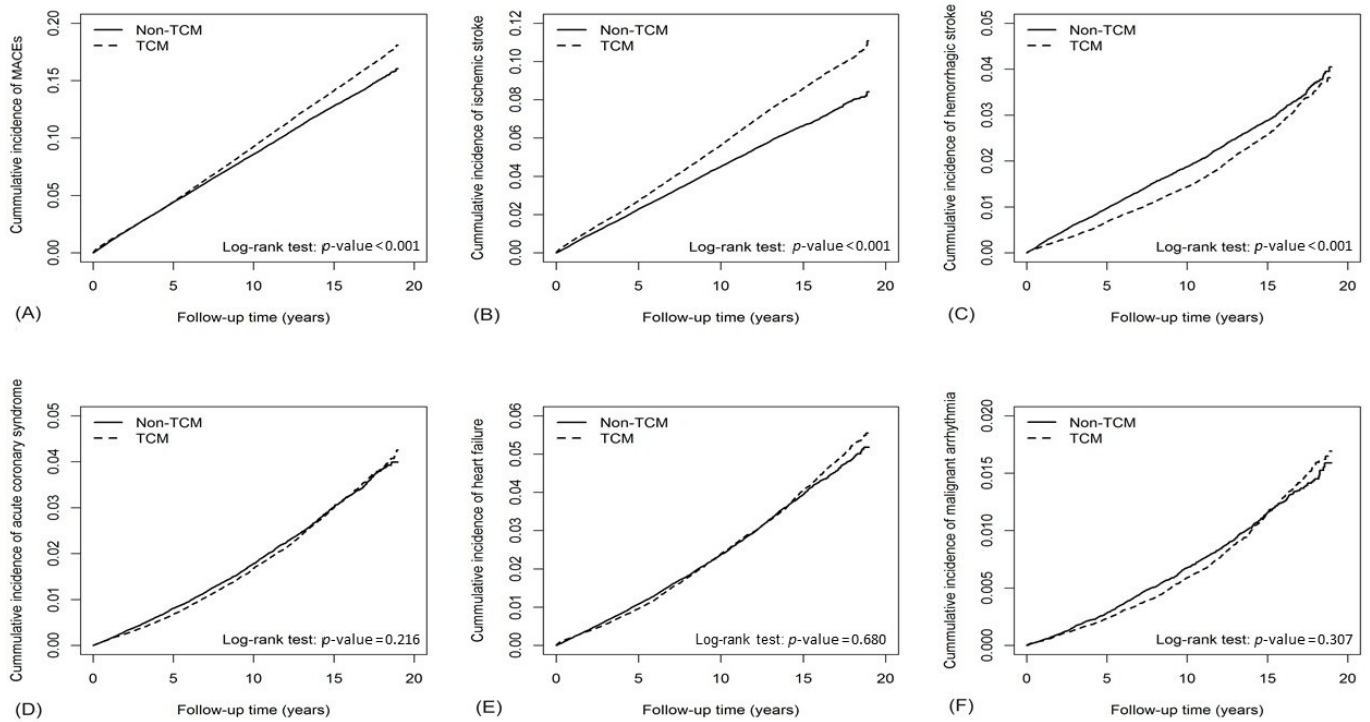 Cummulative incidence of MACEs
0.20
0.15
0.10
0.05
0.00
Non-TCM
TCM
Log-rank test: p-value<0.001
0 5 10 15 20
Follow-up time (years)
(A)
Cummulative incidence of ischemic stroke
0.12
0.10
0.08
0.06
0.04
0.02
0.00
Non-TCM
TCM
Log-rank test: p-value<0.001
0 5 10 15 20
Follow-up time (years)
(B)
Cummulative incidence of hemorrhagic stroke
0.05
0.04
0.03
0.02
0.01
0.00
Non-TCM
TCM
Log-rank test: p-value<0.001
0 5 10 15 20
Follow-up time (years)
(C)
Cummulative incidence of acute coronary syndrome
0.05
0.04
0.03
0.02
0.01
0.00
Non-TCM
TCM
Log-rank test: p-value=0.216
0 5 10 15 20
Follow-up time (years)
(D)
Cummulative incidence of heart failure
0.06
0.05
0.04
0.03
0.02
0.01
0.00
Non-TCM
TCM
Log-rank test: p-value=0.680
0 5 10 15 20
Follow-up time (years)
(E)
Cummulative incidence of malignant arrhythmia
0.020
0.015
0.010
0.005
0.000
Non-TCM
TCM
Log-rank test: p-value=0.307
0 5 10 15 20
Follow-up time (years)
(F)